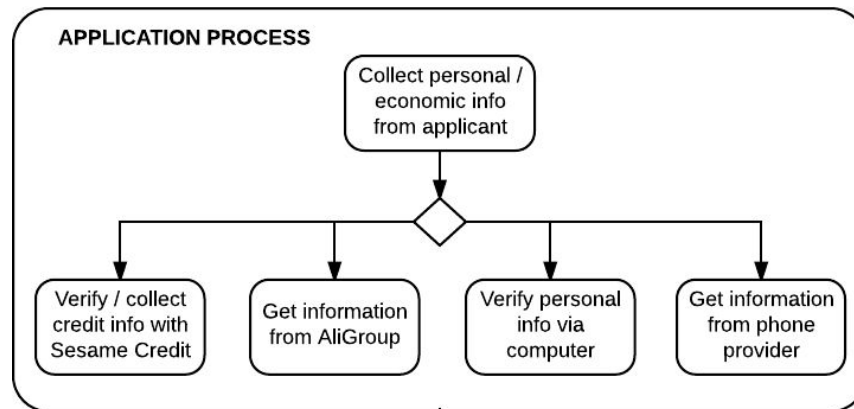 APPLICATION PROCESS
Collect personal /
economic info
from applicant
Verify / collect
credit info with
Sesame Credit
Get information
from AliGroup
Verify personal
info via
computer
Get information
from phone
provider